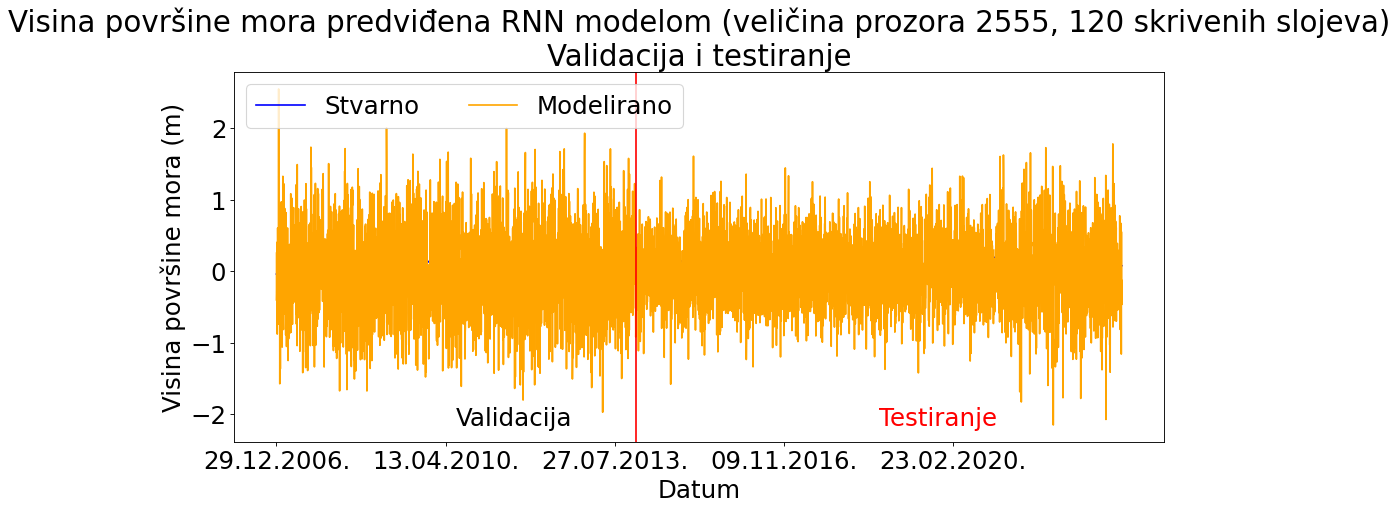 Visina površine mora predviđena RNN modelom (veličina prozora 2555, 120 skrivenih slojeva)
Validacija i testiranje
Stvarno Modelirano
Visina površine mora (m)
2
1
0
−1
−2
Validacija Testiranje
29.12.2006. 13.04.2010. 27.07.2013. 09.11.2016. 23.02.2020.
Datum